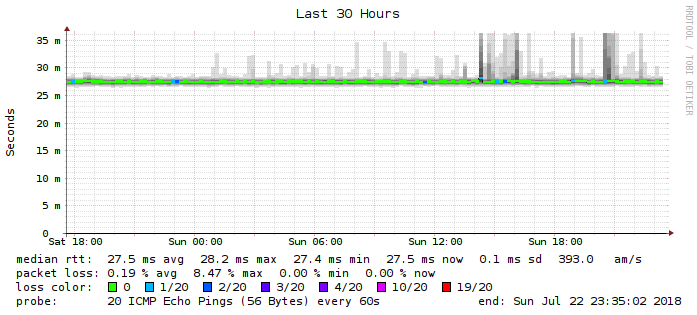 Last 30 Hours
RRDTOOL / TOBI OETIKER
Seconds
35 m
30 m
25 m
20 m
15 m
10 m
5 m
0
Sat 18:00 Sun 00:00 Sun 06:00 Sun 12:00 Sun 18:00
median rtt: 27.5 ms avg 28.2 ms max 27.4 ms min 27.5 ms now 0.1 ms sd 393.0 am/s
packet loss: 0.19 % avg 8.47 % max 0.00 % min 0.00 % now
loss color: 0 1/20 2/20 3/20 4/20 10/20 19/20
probe: 20 ICMP Echo Pings (56 Bytes) every 60s end: Sun Jul 22 23:35:02 2018